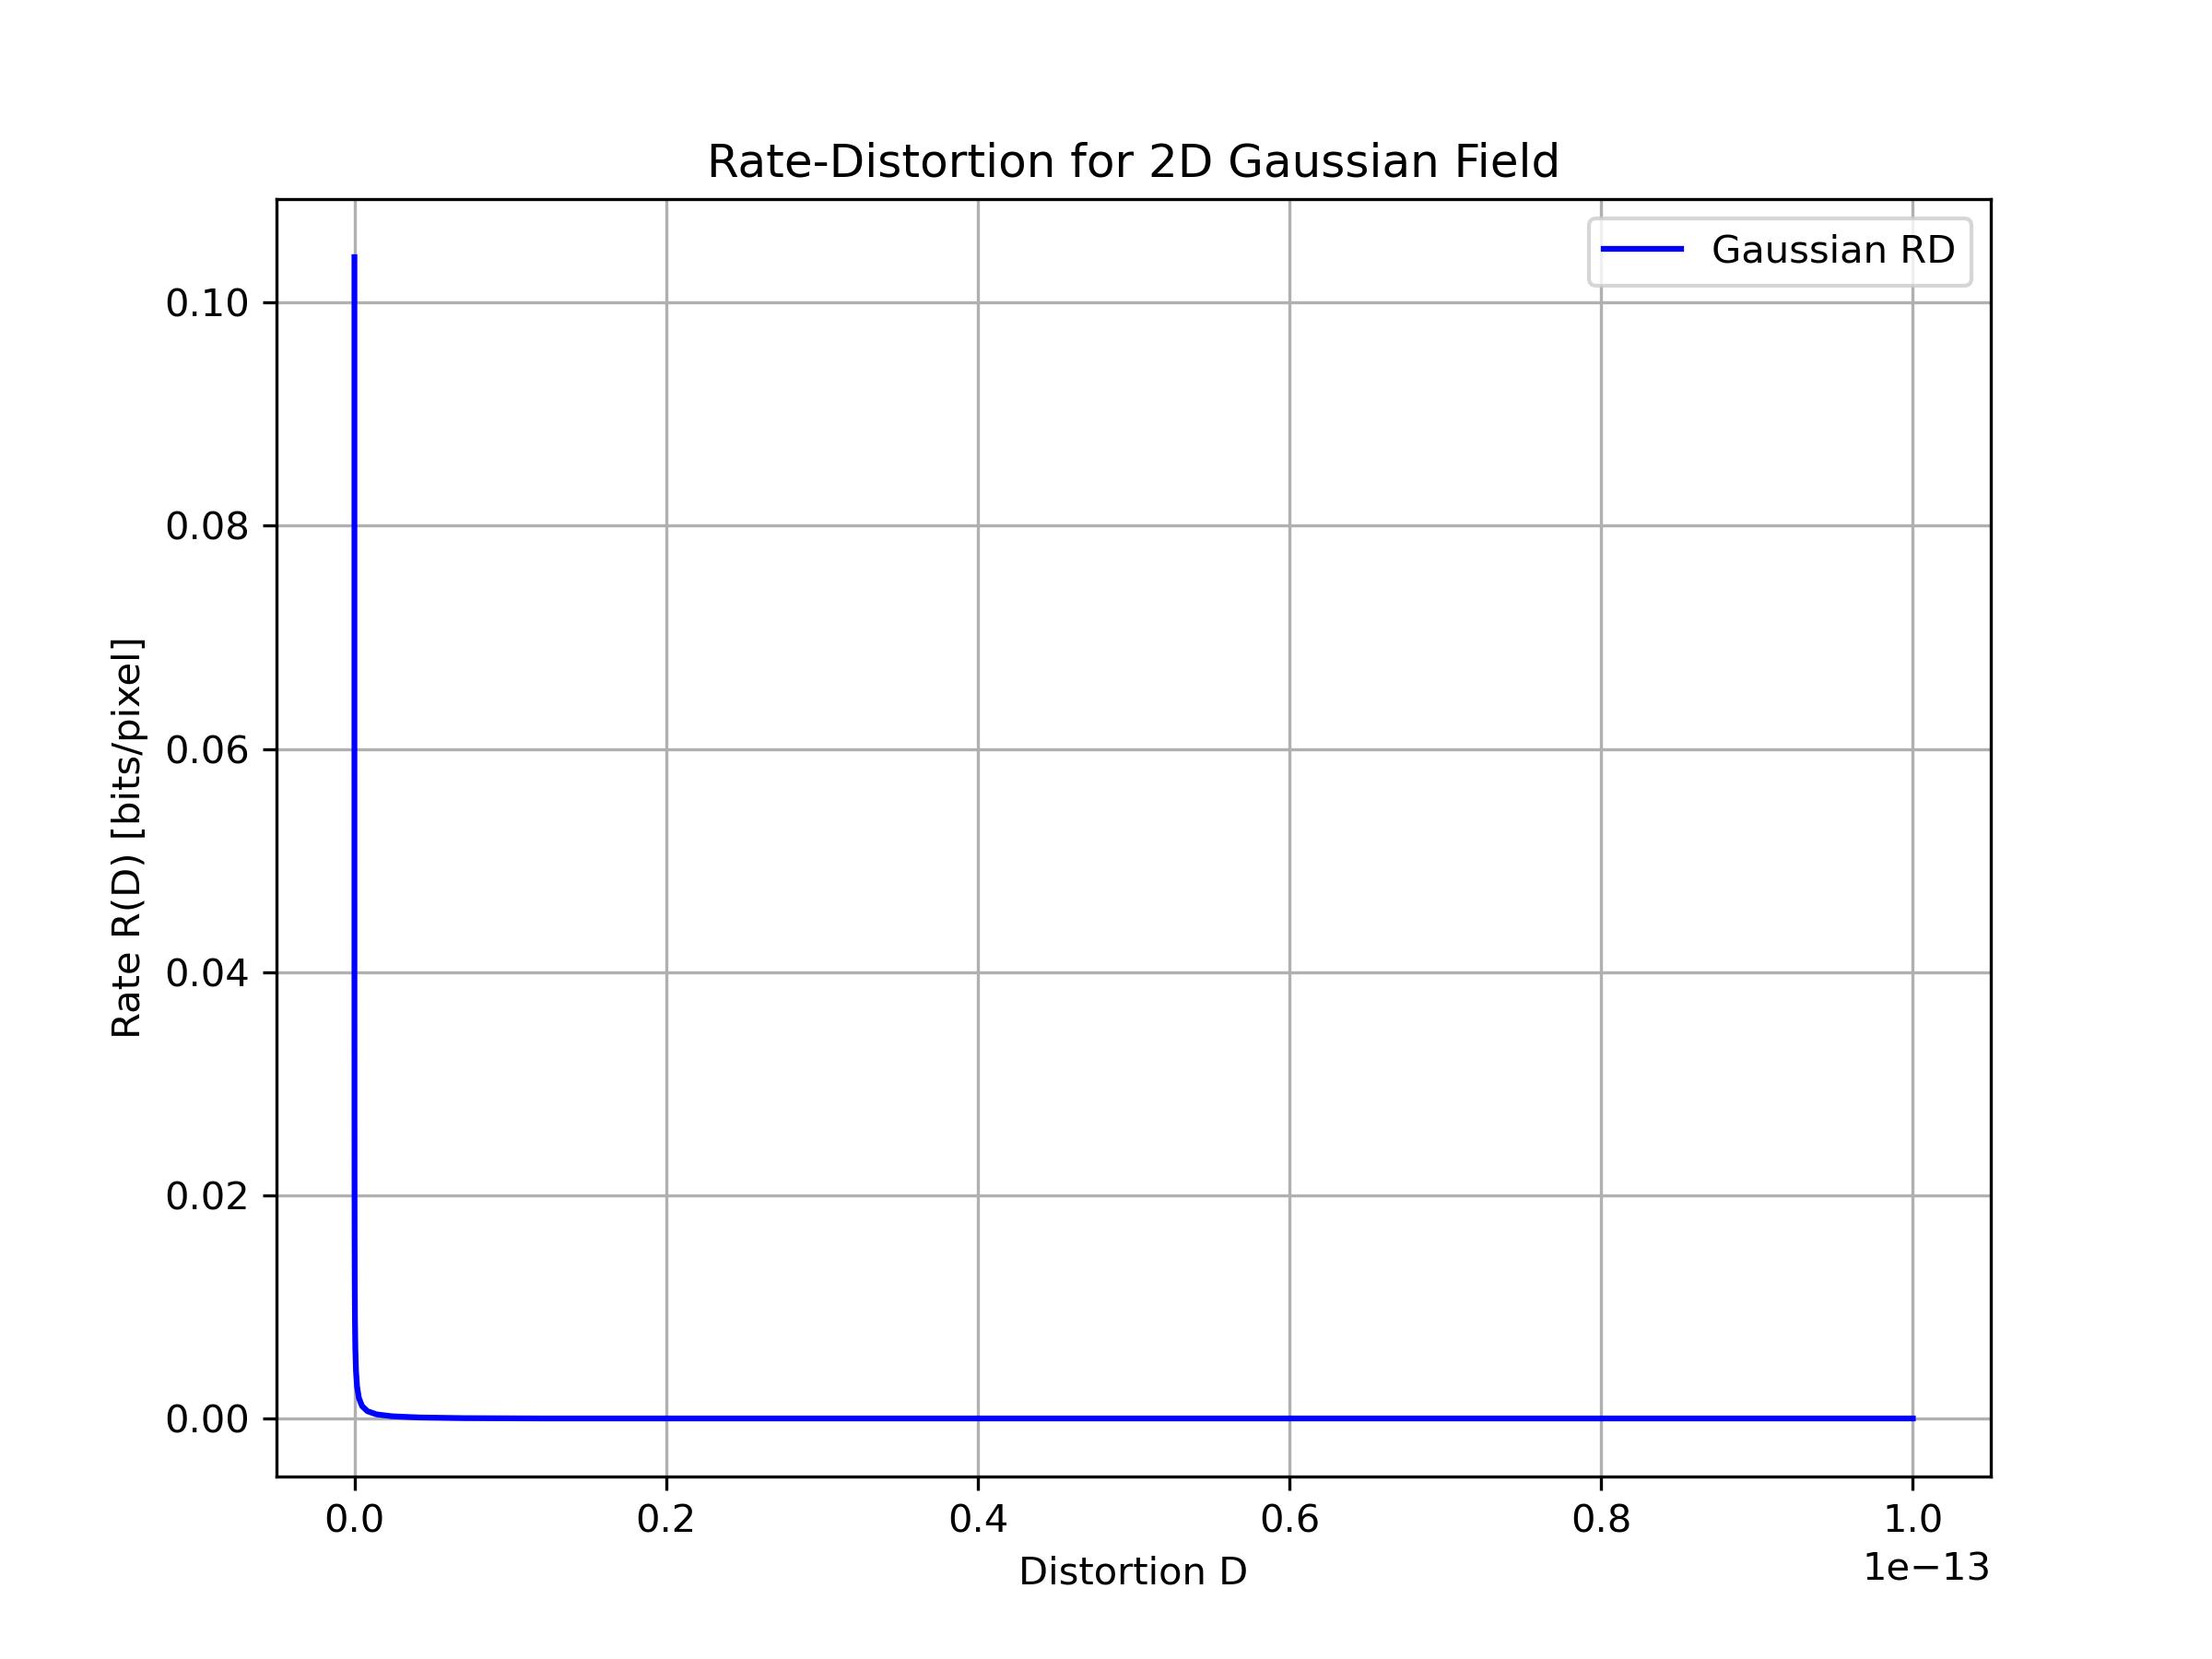 Rate-Distortion for 2D Gaussian Field
Gaussian RD
0.10
0.08
0.06
0.04
0.02
0.00
Rate R(D) [bits/pixel]
0.0 0.2 0.4 0.6 0.8 1.0
1e−13
Distortion D